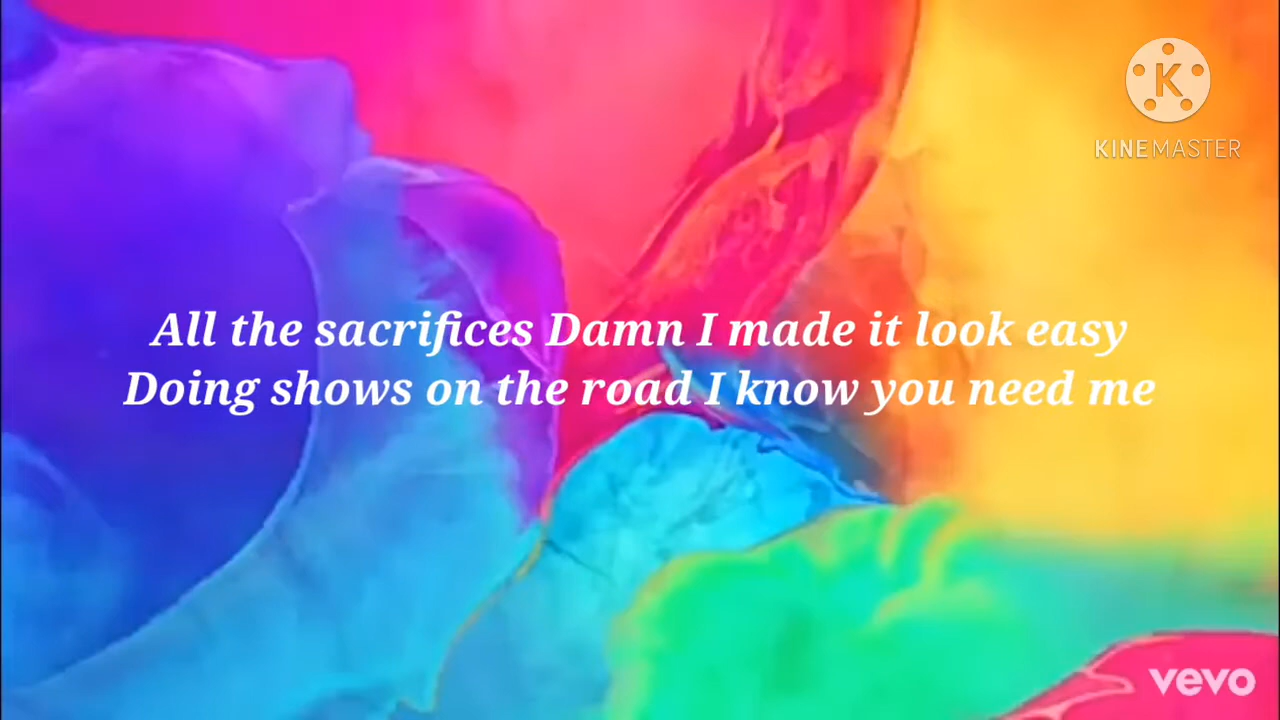 K
KINEMASTER
All the sacrifices Damn I made it look easy
Doing shows on the road I know you need me
vevo